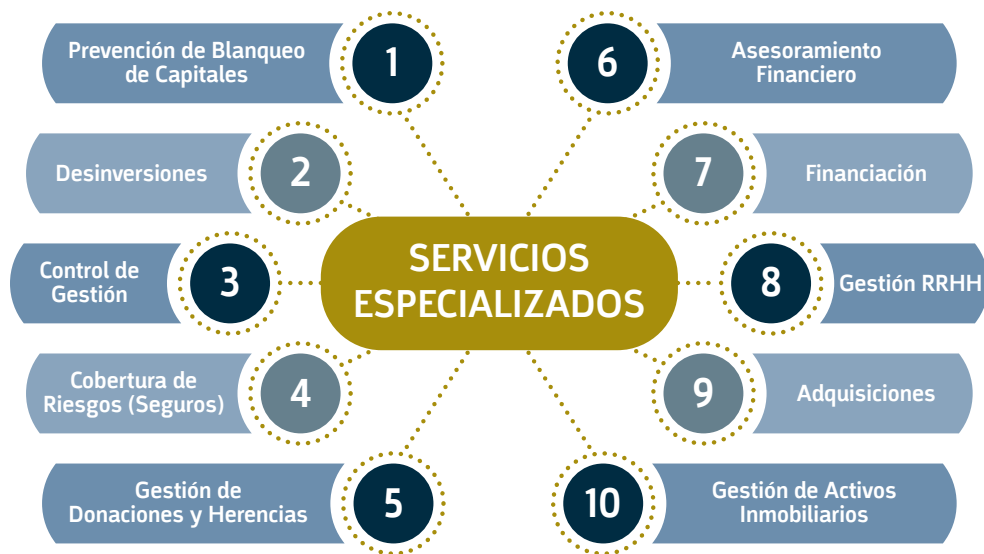 Prevención de Blanqueo
de Capitales
1
Desinversiones
2
Control de
Gestión
3
Cobertura de
Riesgos (Seguros)
4
Gestión de
Donaciones y Herencias
5
SERVICIOS
ESPECIALIZADOS
6
Asesoramiento
Financiero
7
Financiación
8
Gestión RRHH
9
Adquisiciones
10
Gestión de Activos
Inmobiliarios